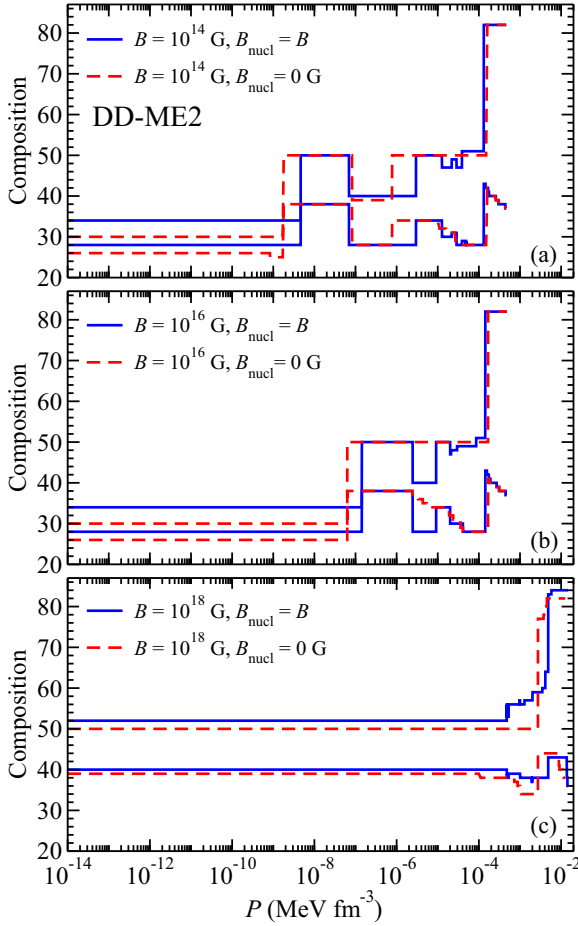 80
B = 10^14 G, B_nucl = B
B = 10^14 G, B_nucl = 0 G
70
DD-ME2
60
Composition
50
40
30
(a)
20
80
B = 10^16 G, B_nucl = B
B = 10^16 G, B_nucl = 0 G
70
60
Composition
50
40
30
(b)
20
80
B = 10^18 G, B_nucl = B
B = 10^18 G, B_nucl = 0 G
70
60
Composition
50
40
30
(c)
20
10^-14 10^-12 10^-10 10^-8 10^-6 10^-4 10^-2
P (MeV fm^-3)